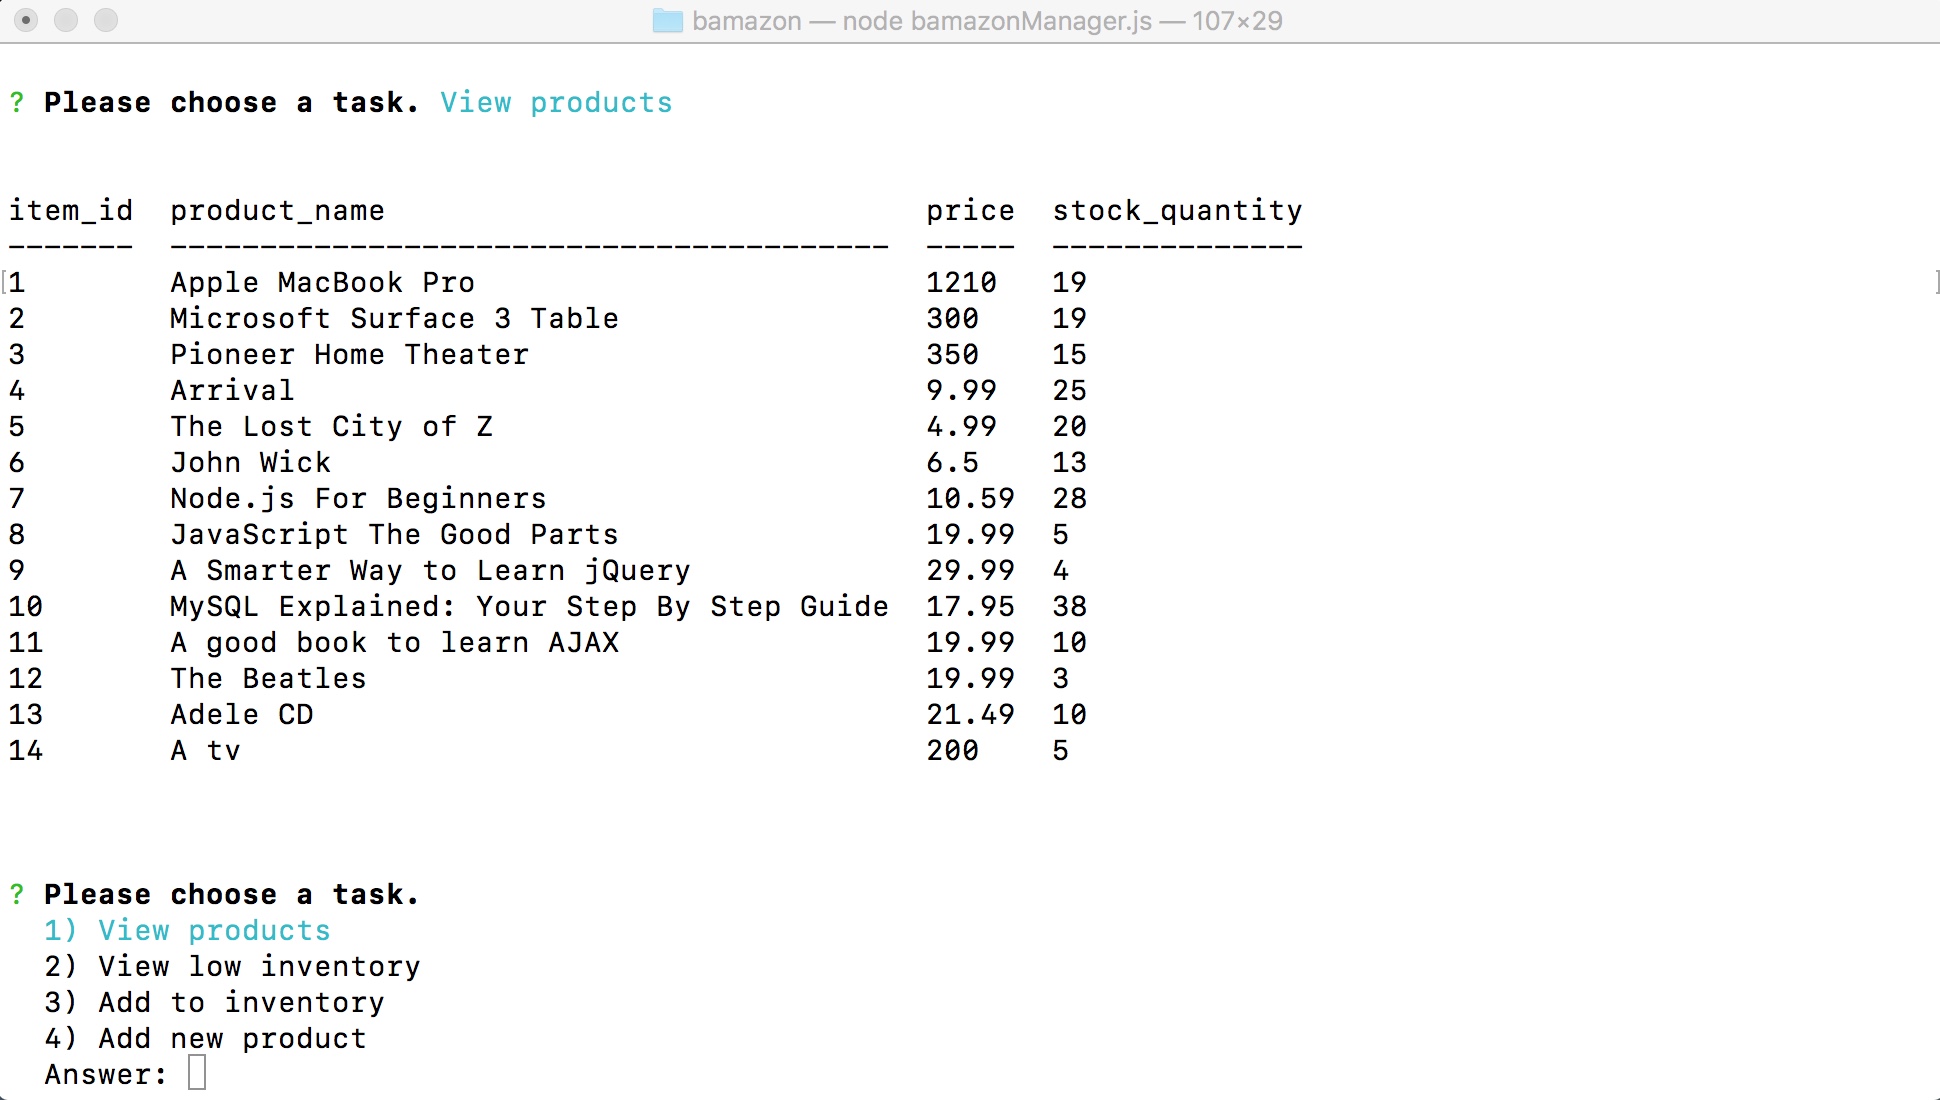 bamazon — node bamazonManager.js — 107×29
? Please choose a task. View products
item_id  product_name                              price  stock_quantity
-------  ----------------------------------------  -----  --------------
1        Apple MacBook Pro                         1210   19
2        Microsoft Surface 3 Table                 300    19
3        Pioneer Home Theater                      350    15
4        Arrival                                   9.99   25
5        The Lost City of Z                        4.99   20
6        John Wick                                 6.5    13
7        Node.js For Beginners                     10.59  28
8        JavaScript The Good Parts                 19.99  5
9        A Smarter Way to Learn jQuery             29.99  4
10       MySQL Explained: Your Step By Step Guide  17.95  38
11       A good book to learn AJAX                 19.99  10
12       The Beatles                               19.99  3
13       Adele CD                                  21.49  10
14       A tv                                      200    5
? Please choose a task.
  1) View products
  2) View low inventory
  3) Add to inventory
  4) Add new product
  Answer: